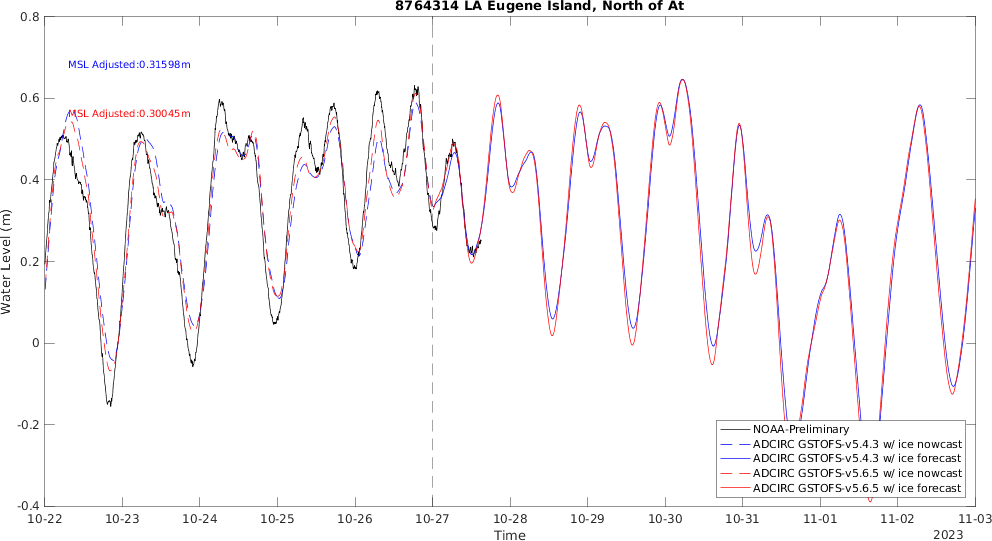 8764314 LA Eugene Island, North of At
0.8
0.6
0.4
0.2
0
-0.2
-0.4
Water Level (m)
MSL Adjusted:0.31598m
MSL Adjusted:0.30045m
NOAA-Preliminary
ADCIRC GSTOFS-v5.4.3 w/ ice nowcast
ADCIRC GSTOFS-v5.4.3 w/ ice forecast
ADCIRC GSTOFS-v5.6.5 w/ ice nowcast
ADCIRC GSTOFS-v5.6.5 w/ ice forecast
10-22 10-23 10-24 10-25 10-26 10-27 10-28 10-29 10-30 10-31 11-01 11-02 11-03
Time
2023